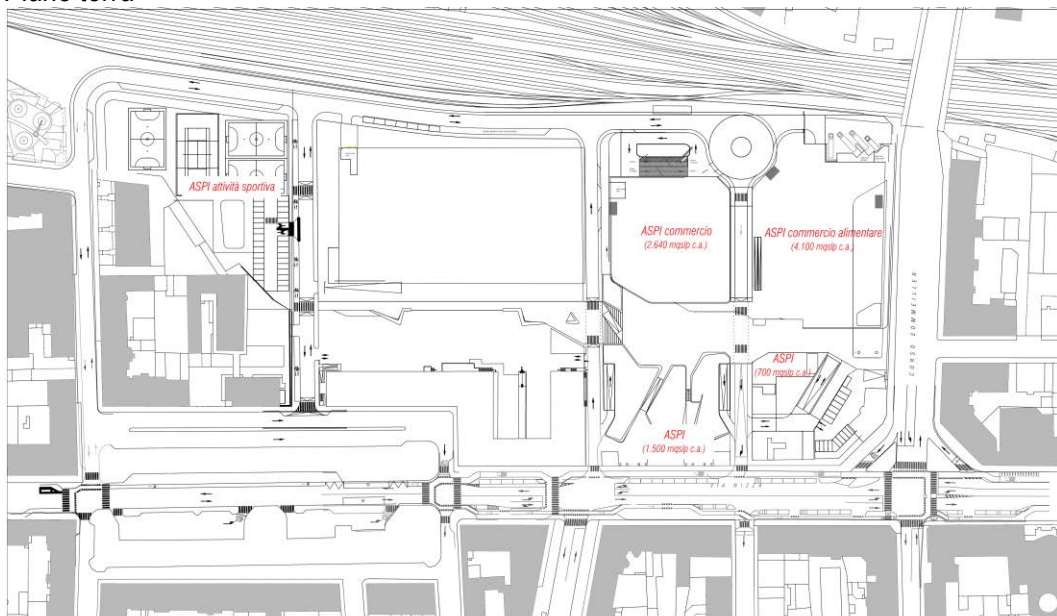 Piano terra
ASPI attività sportiva
ASPI commercio
(2.640 mqslp c.a.)
ASPI commercio alimentare
(4.100 mqslp c.a.)
CORSO SOMMEILLER
ASPI
(700 mqslp c.a.)
ASPI
(1.500 mqslp c.a.)
VIA NIZZA